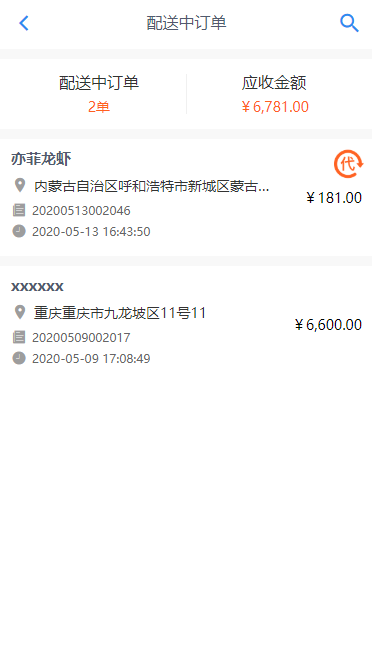 配送中订单
配送中订单
应收金额
2单
￥6,781.00
亦菲龙虾
代
内蒙古自治区呼和浩特市新城区蒙古...
￥181.00
20200513002046
2020-05-13 16:43:50
xxxxxx
重庆重庆市九龙坡区11号11
￥6,600.00
20200509002017
2020-05-09 17:08:49